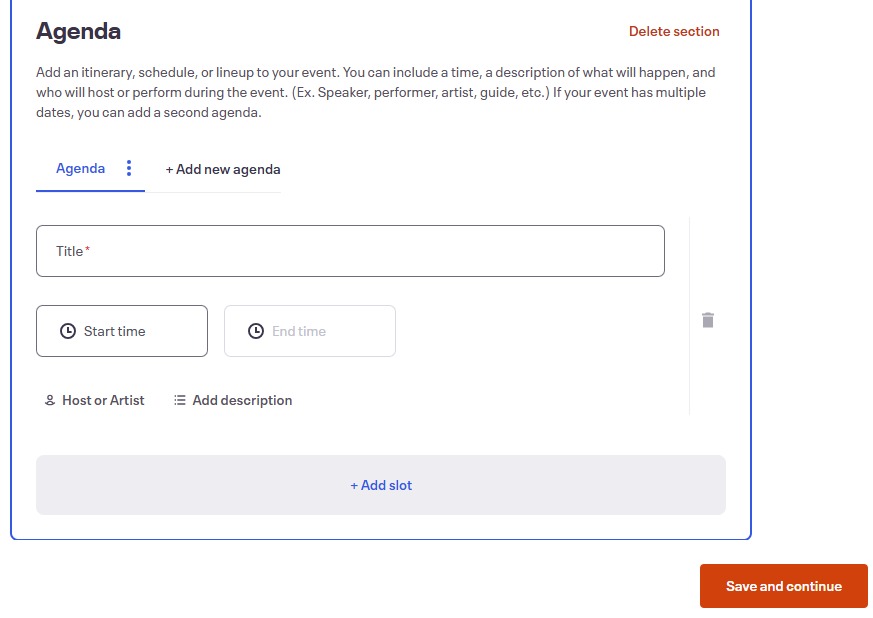 Agenda
Delete section
Add an itinerary, schedule, or lineup to your event. You can include a time, a description of what will happen, and
who will host or perform during the event. (Ex. Speaker, performer, artist, guide, etc.) If your event has multiple
dates, you can add a second agenda.
Agenda
+ Add new agenda
Title*
Start time
End time
Host or Artist
Add description
+ Add slot
Save and continue